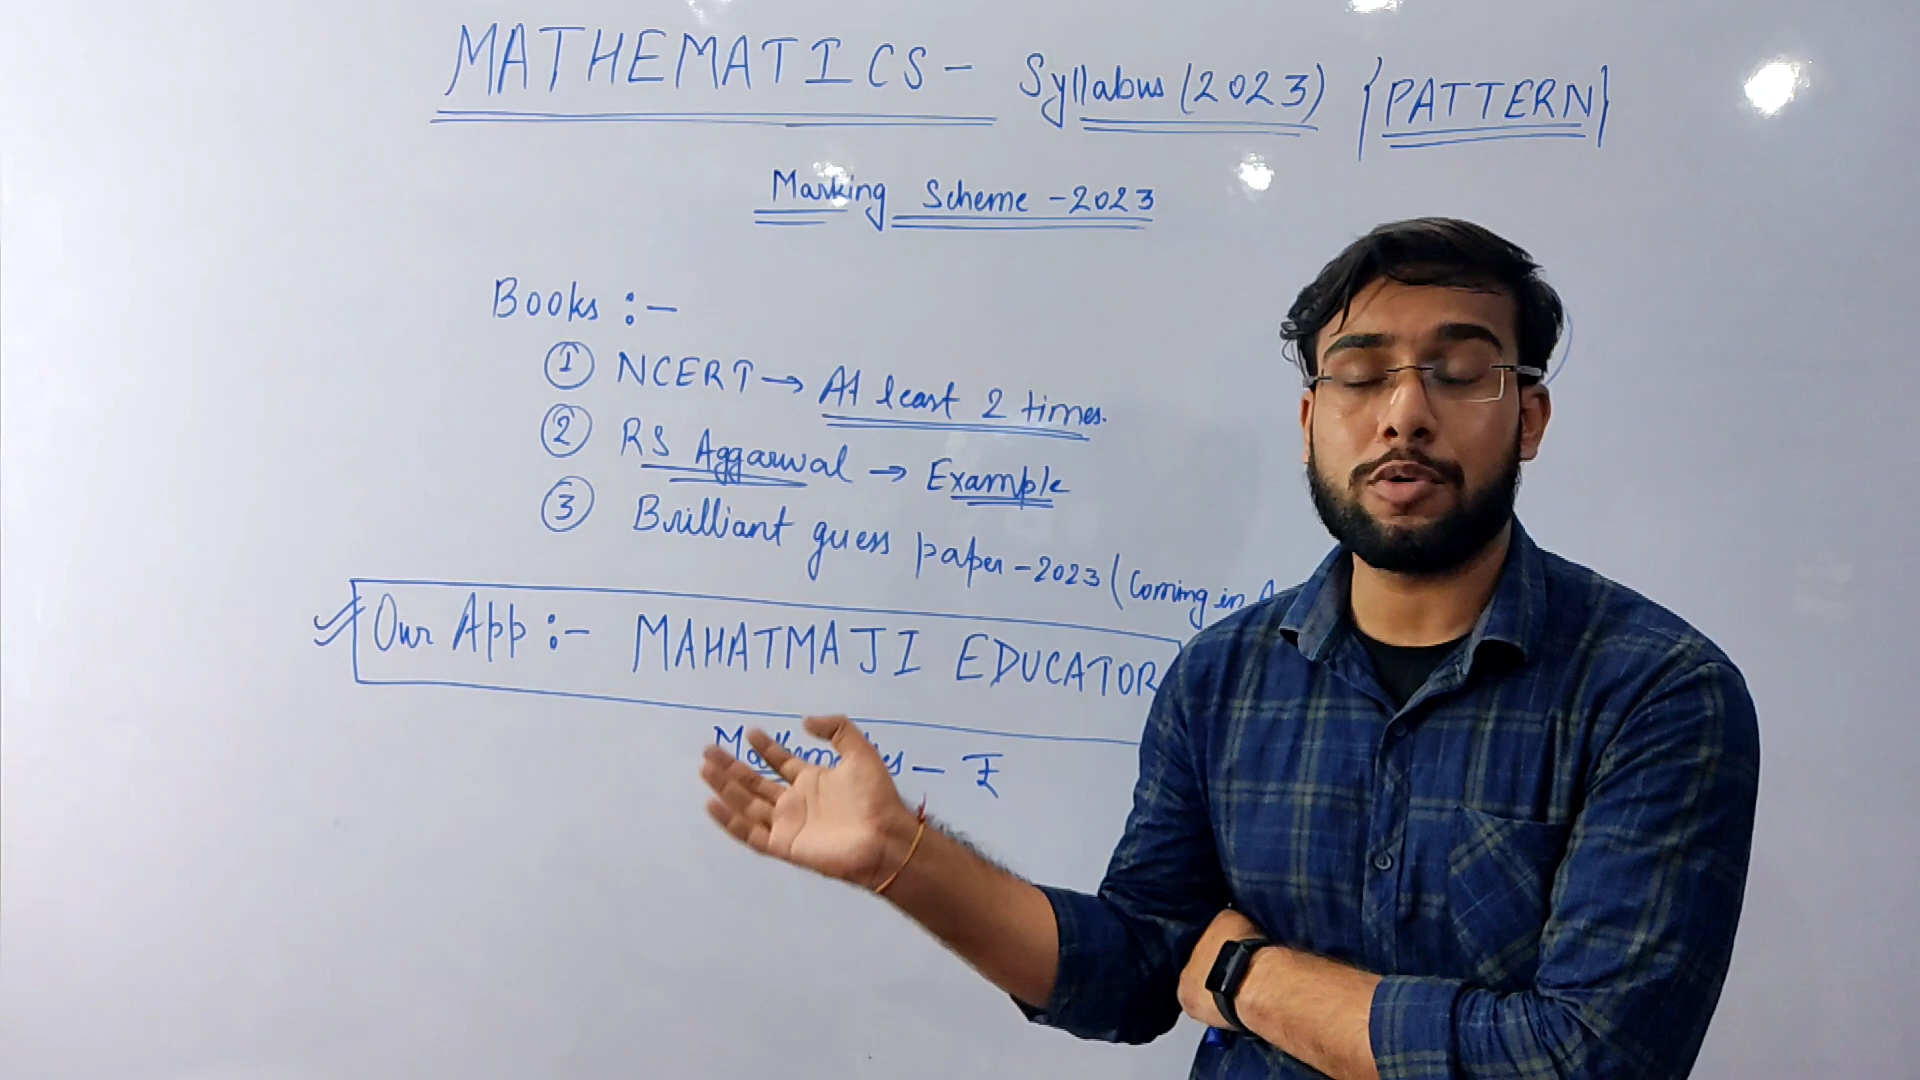 MATHEMATICS - Syllabus (2023) {PATTERN}
Marking Scheme - 2023
Books :-
① NCERT → At least 2 times.
② RS Aggarwal → Example
③ Brilliant guess paper - 2023 (Coming in
Our App :- MAHATMAJI EDUCATOR
Mathematics - ₹